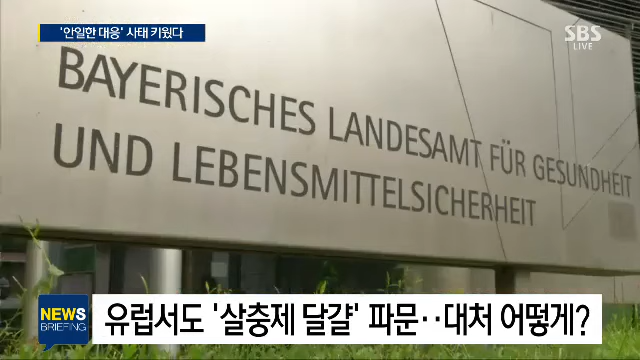 '안일한 대응' 사태 키웠다
SBS
LIVE
BAYERISCHES LANDESAMT FÜR GESUNDHEIT
UND LEBENSMITTELSICHERHEIT
NEWS
BRIEFING
유럽서도 '살충제 달걀' 파문‥대처 어떻게?